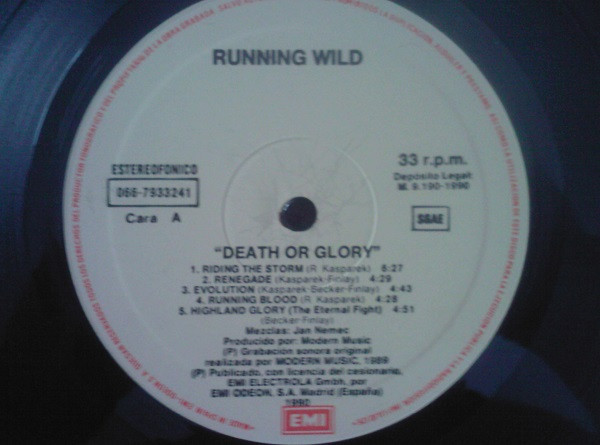 RUNNING WILD
ESTEREOFONICO
066-7933241
Cara A
33 r.p.m.
Depósito Legal:
M. 9.190-1990
SGAE
"DEATH OR GLORY"
1. RIDING THE STORM (R. Kasparek) 6:27
2. RENEGADE (Kasparek-Finlay) 4:29
3. EVOLUTION (Kasparek-Becker-Finlay) 4:43
4. RUNNING BLOOD (R. Kasparek) 4:28
5. HIGHLAND GLORY (The Eternal Fight) 4:51
(Becker-Finlay)
Mezclas: Jan Nemec
Producido por: Modern Music
(P) Grabación sonora original
realizada por MODERN MUSIC, 1989
(P) Publicado, con licencia del cesionario,
EMI ELECTROLA Gmbh, por
EMI ODEON, S.A. Madrid (España)
1990
EMI